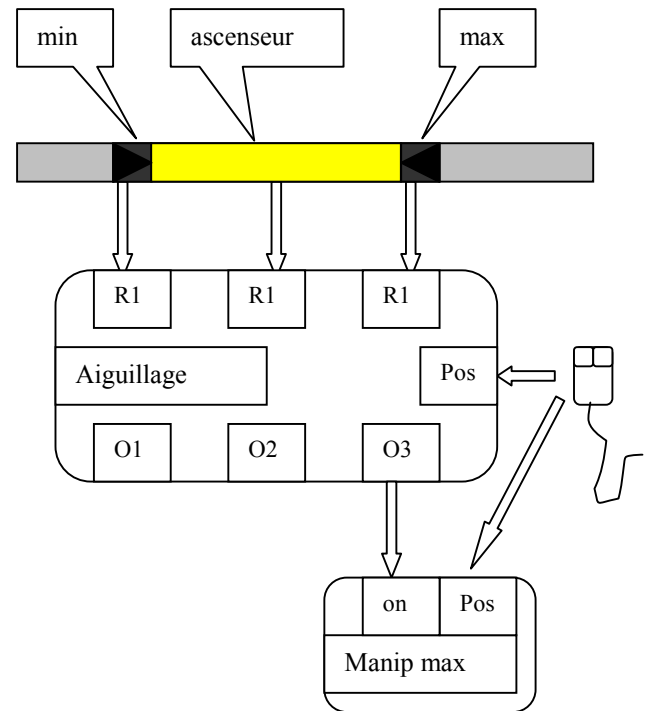 min
ascenseur
max
R1
R1
R1
Aiguillage
Pos
O1
O2
O3
on
Pos
Manip max